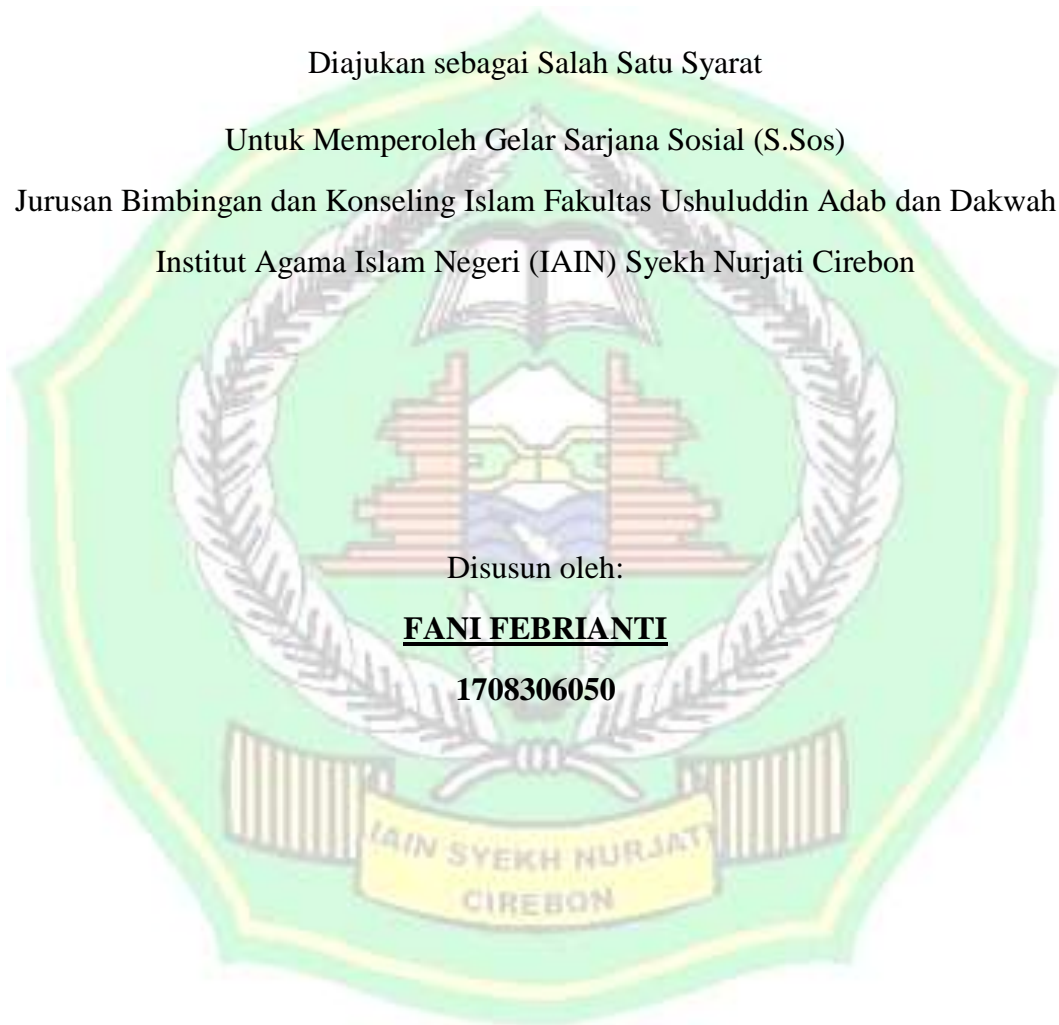 Diajukan sebagai Salah Satu Syarat
Untuk Memperoleh Gelar Sarjana Sosial (S.Sos)
Jurusan Bimbingan dan Konseling Islam Fakultas Ushuluddin Adab dan Dakwah
Institut Agama Islam Negeri (IAIN) Syekh Nurjati Cirebon
Disusun oleh:
FANI FEBRIANTI
1708306050
IAIN SYEKH NURJATI
CIREBON